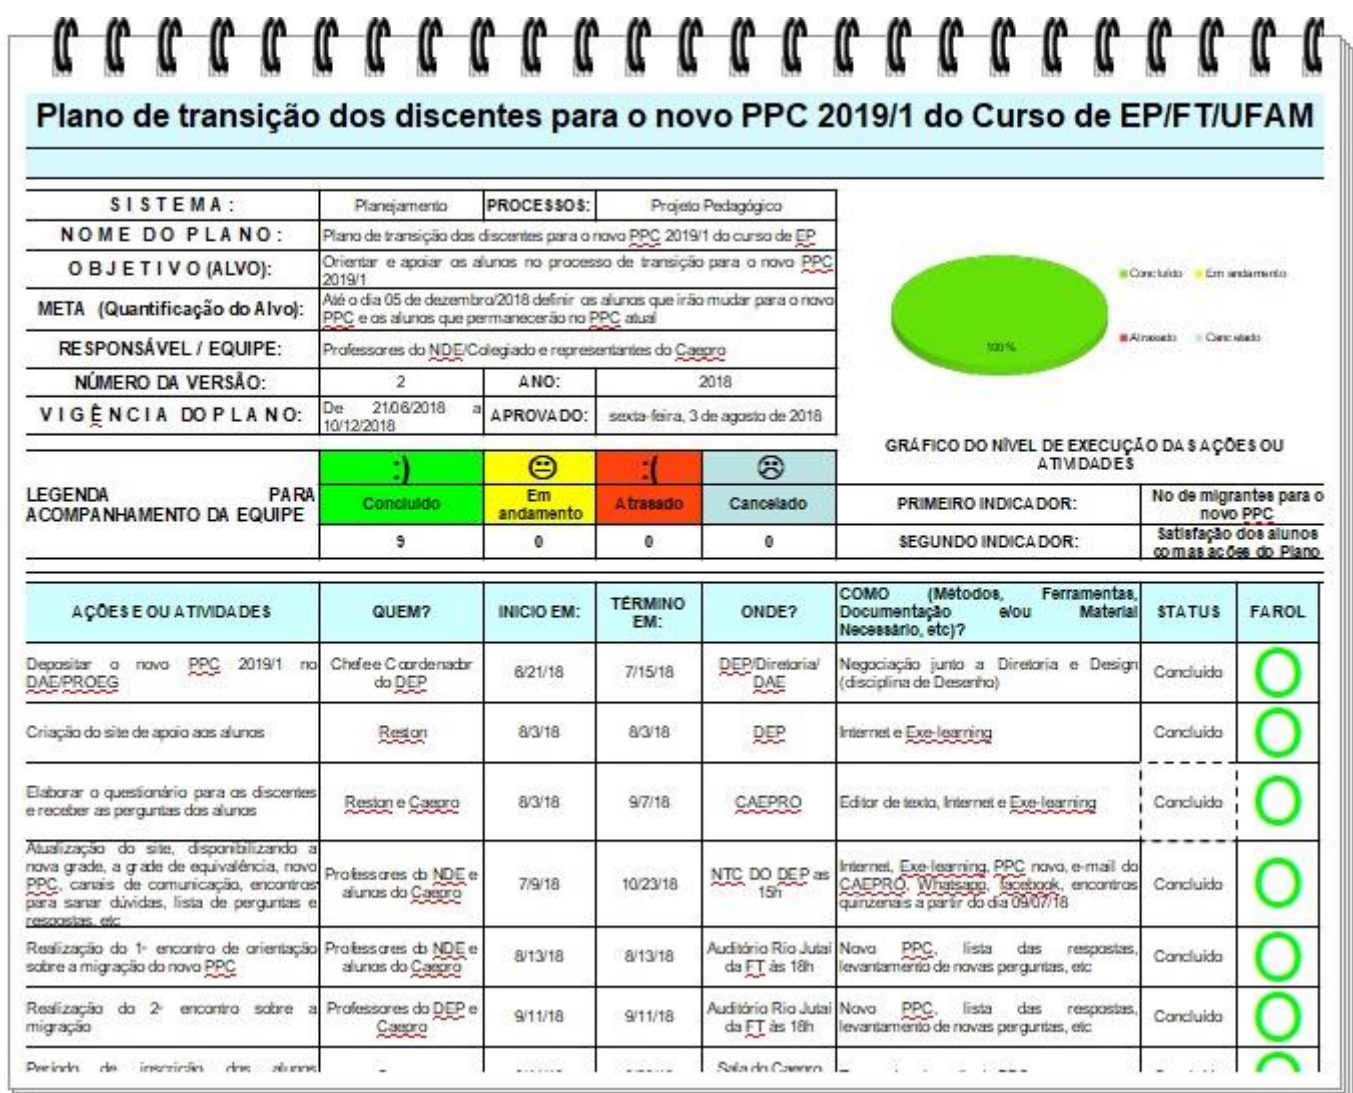 Plano de transição dos discentes para o novo PPC 2019/1 do Curso de EP/FT/UFAM
SISTEMA: Planejamento PROCESSOS: Projeto Pedagógico
NOME DO PLANO: Plano de transição dos discentes para o novo PPC 2019/1 do curso de EP
OBJETIVO (ALVO): Orientar e apoiar os alunos no processo de transição para o novo PPC
2019/1
META (Quantificação do Alvo): Até o dia 05 de dezembro/2018 definir os alunos que irão mudar para o novo
PPC e os alunos que permanecerão no PPC atual
RESPONSÁVEL / EQUIPE: Professores do NDE/Colegiado e representantes do Caepro
NÚMERO DA VERSÃO: 2 ANO: 2018
VIGÊNCIA DO PLANO: De 21/06/2018 a
10/12/2018
APROVADO: sexta-feira, 3 de agosto de 2018
100%
Concluído Em andamento
Atrasado Cancelado
GRÁFICO DO NÍVEL DE EXECUÇÃO DAS AÇÕES OU
ATIVIDADES
LEGENDA PARA
ACOMPANHAMENTO DA EQUIPE
:) :(
Concluído
Em
andamento
Atrasado
Cancelado
9 0 0 0
PRIMEIRO INDICADOR: No de migrantes para o
novo PPC
SEGUNDO INDICADOR: Satisfação dos alunos
com as ações do Plano
AÇÕES E OU ATIVIDADES
QUEM?
INICIO EM:
TÉRMINO
EM:
ONDE?
COMO (Métodos, Ferramentas,
Documentação e/ou Material
Necessário, etc)?
STATUS
FAROL
Depositar o novo PPC 2019/1 no
DAE/PROEG
Chefe e Coordenador
do DEP
6/21/18
7/15/18
DEP/Diretoria/
DAE
Negociação junto a Diretoria e Design
(disciplina de Desenho)
Concluído
Criação do site de apoio aos alunos
Reston
8/3/18
8/3/18
DEP
Internet e Exe-learning
Concluído
Elaborar o questionário para os discentes
e receber as perguntas dos alunos
Reston e Caepro
8/3/18
9/7/18
CAEPRO
Editor de texto, Internet e Exe-learning
Concluído
Atualização do site, disponibilizando a
nova grade, a grade de equivalência, novo
PPC, canais de comunicação, encontros
para sanar dúvidas, lista de perguntas e
respostas, etc
Professores do NDE e
alunos do Caepro
7/9/18
10/23/18
NTC DO DEP as
15h
Internet, Exe-learning, PPC novo, e-mail do
CAEPRO, Whatsapp, facebook, encontros
quinzenais a partir do dia 09/07/18
Concluído
Realização do 1º encontro de orientação
sobre a migração do novo PPC
Professores do NDE e
alunos do Caepro
8/13/18
8/13/18
Auditório Rio Jutaí
da FT às 18h
Novo PPC, lista das respostas,
levantamento de novas perguntas, etc
Concluído
Realização do 2º encontro sobre a
migração
Professores do DEP e
Caepro
9/11/18
9/11/18
Auditório Rio Jutaí
da FT às 18h
Novo PPC, lista das respostas,
levantamento de novas perguntas, etc
Concluído
Período de inscrição dos alunos
Sala do Caepro